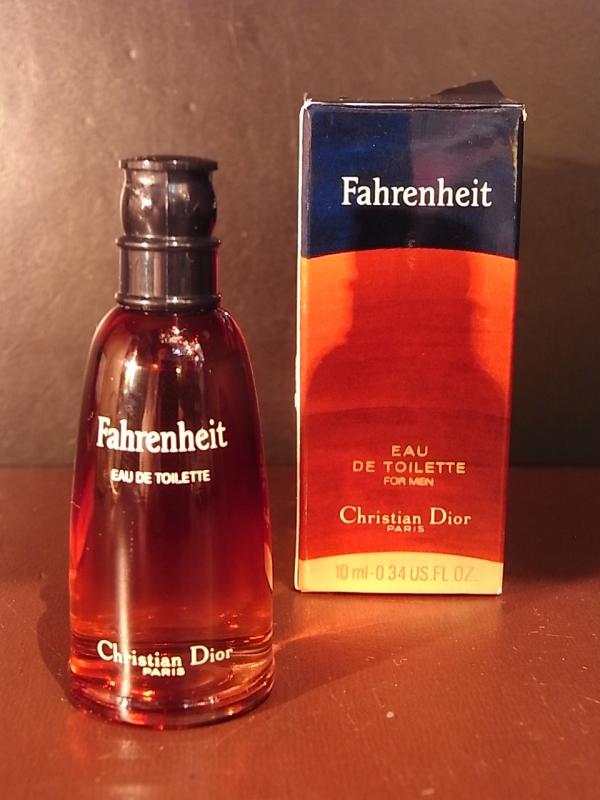 Fahrenheit
EAU DE TOILETTE
Christian Dior
PARIS
Fahrenheit
EAU
DE TOILETTE
FOR MEN
Christian Dior
PARIS
10 ml-0.34 US.FL.OZ.